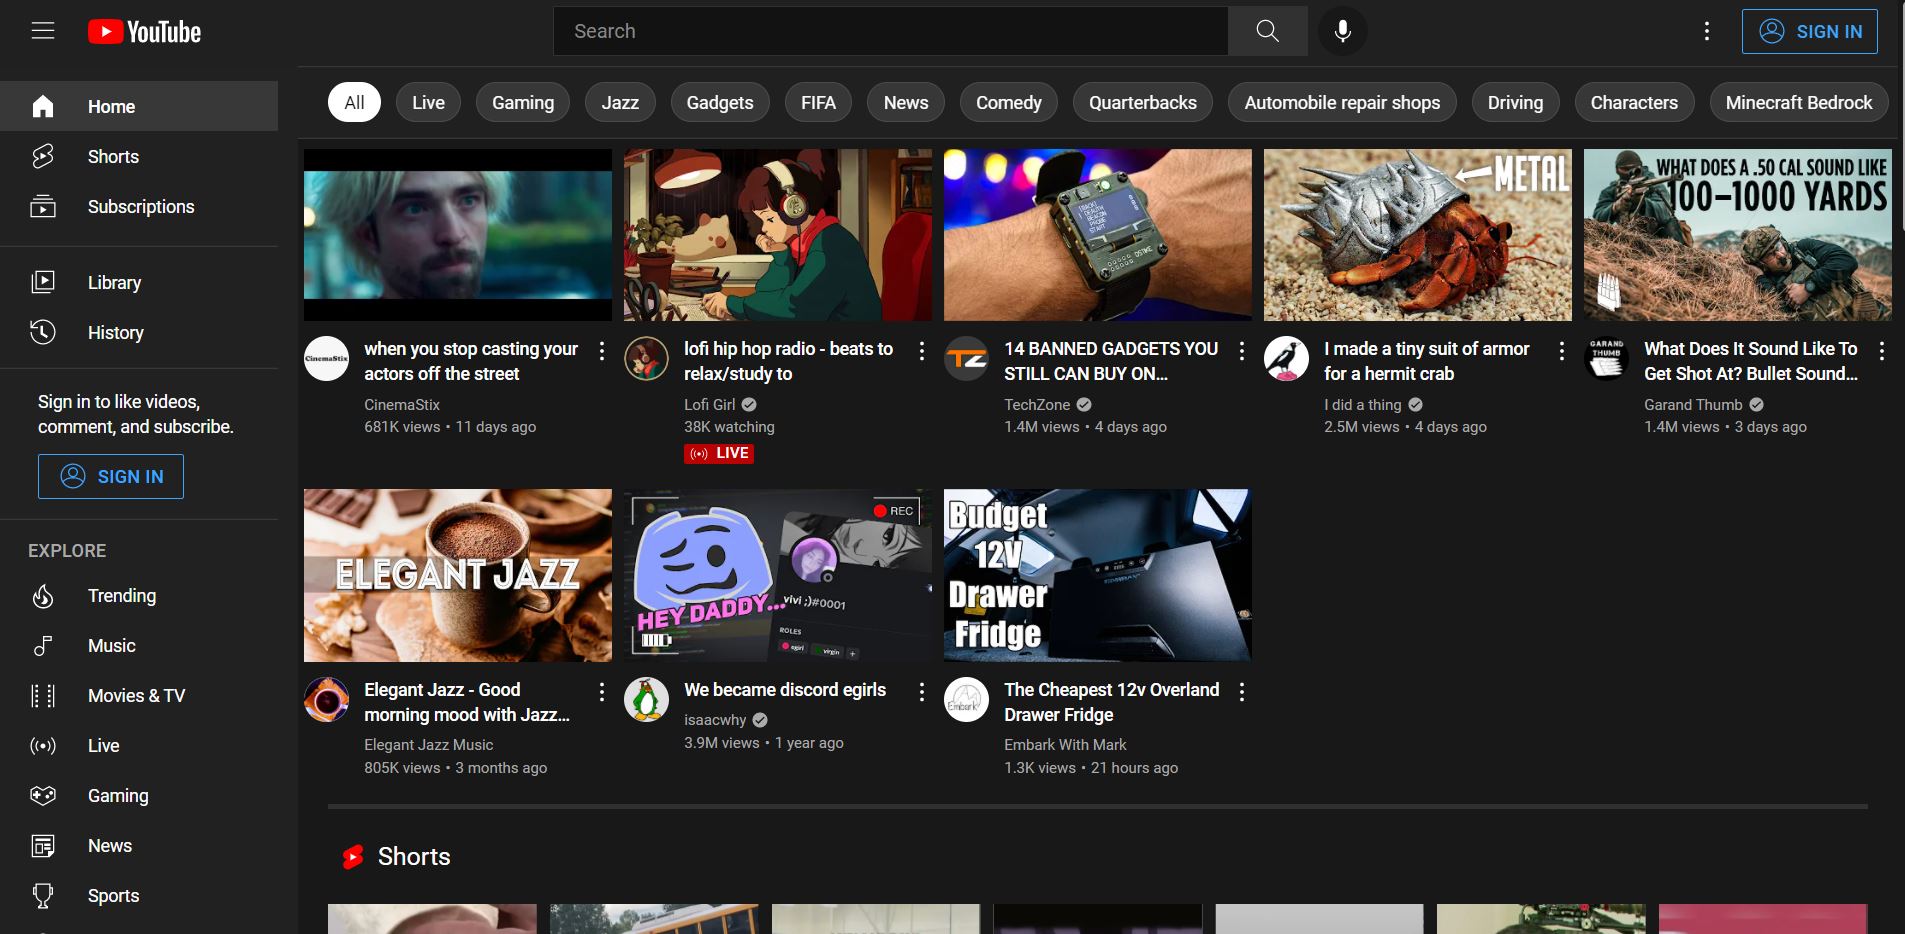 YouTube
Search
SIGN IN
Home
Shorts
Subscriptions
Library
History
Sign in to like videos,
comment, and subscribe.
SIGN IN
EXPLORE
Trending
Music
Movies & TV
Live
Gaming
News
Sports
All
Live
Gaming
Jazz
Gadgets
FIFA
News
Comedy
Quarterbacks
Automobile repair shops
Driving
Characters
Minecraft Bedrock
METAL
WHAT DOES A .50 CAL SOUND LIKE
100-1000 YARDS
CinemaStix
when you stop casting your
actors off the street
CinemaStix
681K views • 11 days ago
lofi hip hop radio - beats to
relax/study to
Lofi Girl
38K watching
LIVE
TZ
14 BANNED GADGETS YOU
STILL CAN BUY ON...
TechZone
1.4M views • 4 days ago
I made a tiny suit of armor
for a hermit crab
I did a thing
2.5M views • 4 days ago
GARAND
THUMB
What Does It Sound Like To
Get Shot At? Bullet Sound...
Garand Thumb
1.4M views • 3 days ago
ELEGANT JAZZ
Elegant Jazz - Good
morning mood with Jazz...
Elegant Jazz Music
805K views • 3 months ago
REC
HEY DADDY...
vivi ;)#0001
ROLES
egirl
virgin
We became discord egirls
isaacwhy
3.9M views • 1 year ago
Budget
12V
Drawer
Fridge
Embark
The Cheapest 12v Overland
Drawer Fridge
Embark With Mark
1.3K views • 21 hours ago
Shorts